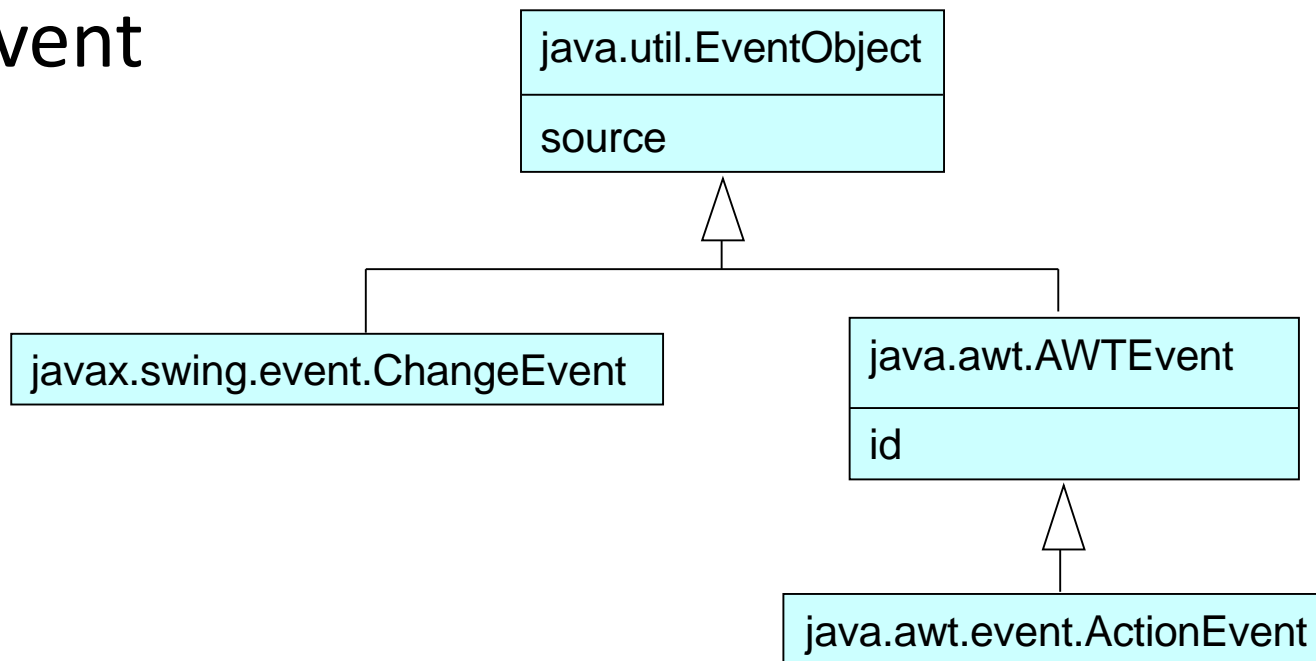 vent
java.util.EventObject
source
javax.swing.event.ChangeEvent
java.awt.AWTEvent
id
java.awt.event.ActionEvent